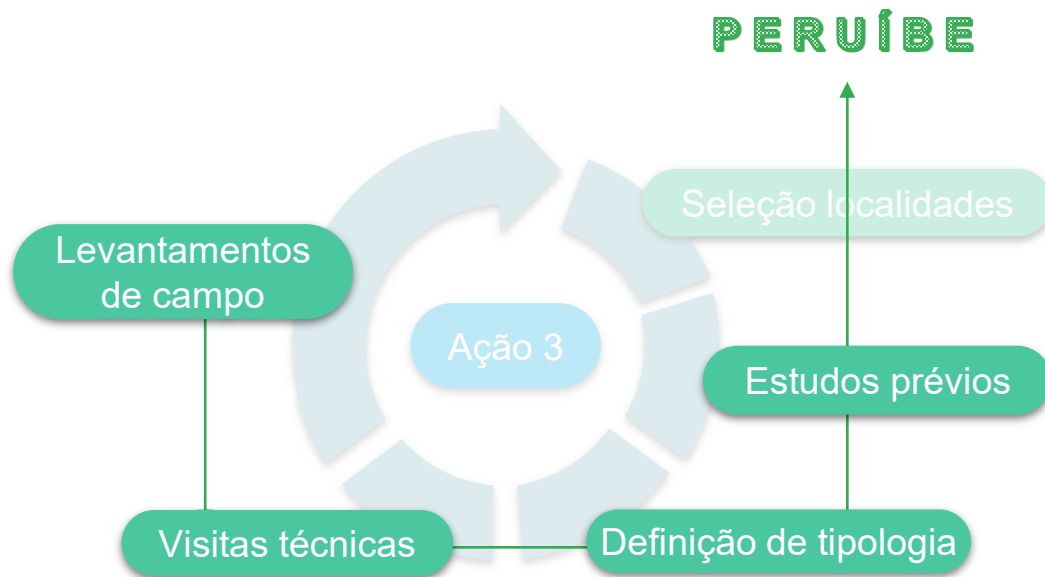 PERUÍBE
Seleção localidades
Levantamentos
de campo
Ação 3
Estudos prévios
Visitas técnicas
Definição de tipologia